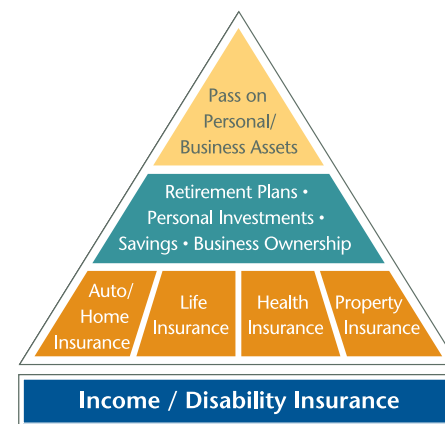 Pass on
Personal/
Business Assets
Retirement Plans •
Personal Investments •
Savings • Business Ownership
Auto/
Home
Insurance
Life
Insurance
Health
Insurance
Property
Insurance
Income / Disability Insurance